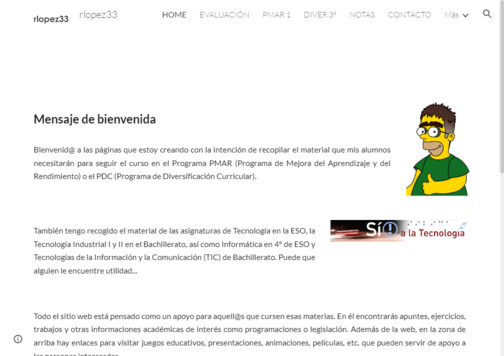 rlopez33 rlopez33 HOME EVALUACIÓN PMAR 1 DIVER 3º NOTAS CONTACTO Más
Mensaje de bienvenida
Bienvenid@ a las páginas que estoy creando con la intención de recopilar el material que mis alumnos
necesitarán para seguir el curso en el Programa PMAR (Programa de Mejora del Aprendizaje y del
Rendimiento) o el PDC (Programa de Diversificación Curricular).
También tengo recogido el material de las asignaturas de Tecnología en la ESO, la
Tecnología Industrial I y II en el Bachillerato, así como Informática en 4º de ESO y
Tecnologías de la Información y la Comunicación (TIC) de Bachillerato. Puede que
alguien le encuentre utilidad...
Sí a la Tecnología
Todo el sitio web está pensado como un apoyo para aquell@s que cursen esas materias. En él encontrarás apuntes, ejercicios,
trabajos y otras informaciones académicas de interés como programaciones o legislación. Además de la web, en la zona de
arriba hay enlaces para visitar juegos educativos, presentaciones, animaciones, películas, etc. que pueden servir de apoyo a
las personas interesadas